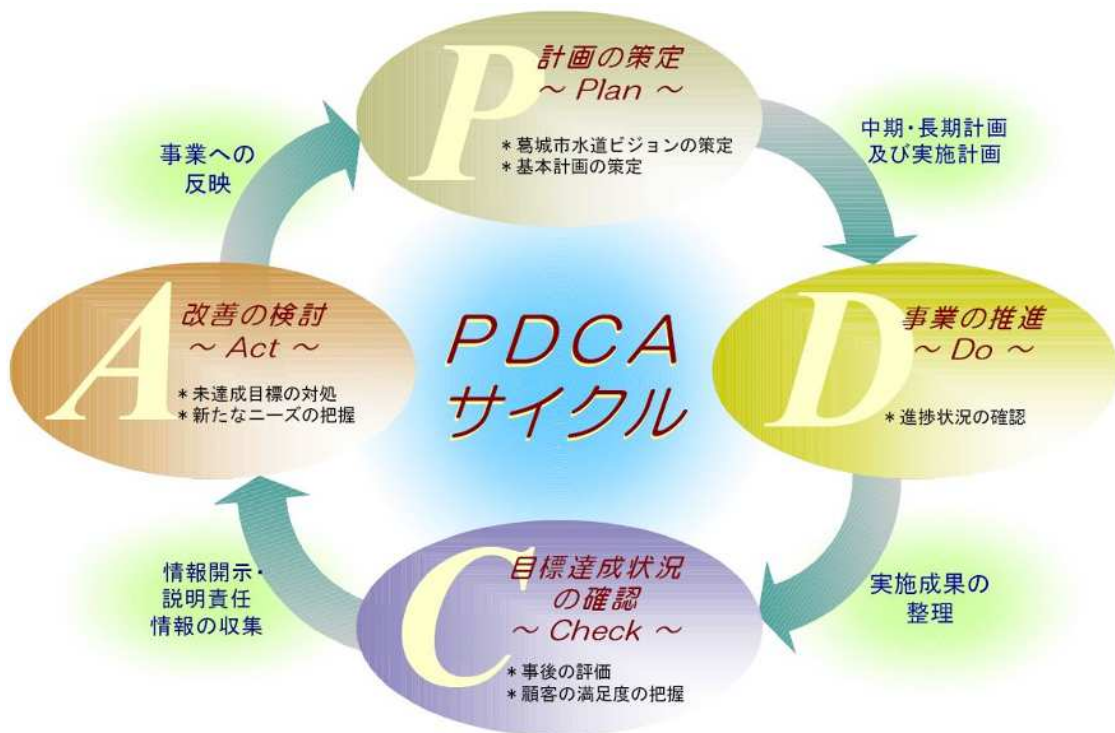 P
計画の策定
~ Plan ~
*葛城市水道ビジョンの策定
*基本計画の策定
中期・長期計画
及び実施計画
D
事業の推進
~ Do ~
*進捗状況の確認
実施成果の
整理
C
目標達成状況
の確認
~ Check ~
*事後の評価
*顧客の満足度の把握
情報開示・
説明責任
情報の収集
A
改善の検討
~ Act ~
*未達成目標の対処
*新たなニーズの把握
事業への
反映
PDCA
サイクル